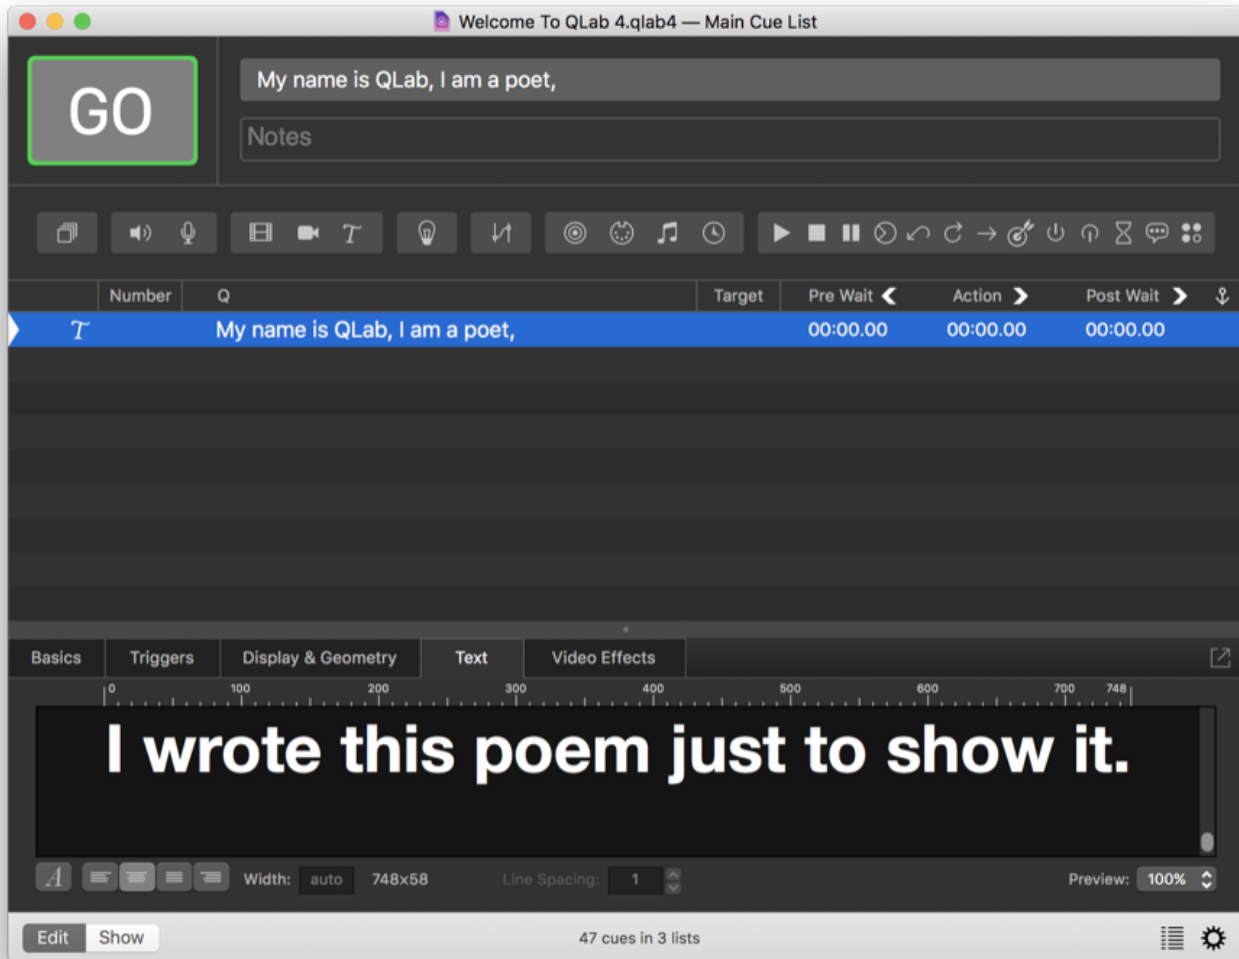 Welcome To QLab 4.qlab4 — Main Cue List
GO
My name is QLab, I am a poet,
Notes
Number Q Target Pre Wait Action Post Wait
My name is QLab, I am a poet, 00:00.00 00:00.00 00:00.00
Basics Triggers Display & Geometry Text Video Effects
0 100 200 300 400 500 600 700 748
I wrote this poem just to show it.
A Width: auto 748x58 Line Spacing: 1 Preview: 100%
Edit Show 47 cues in 3 lists